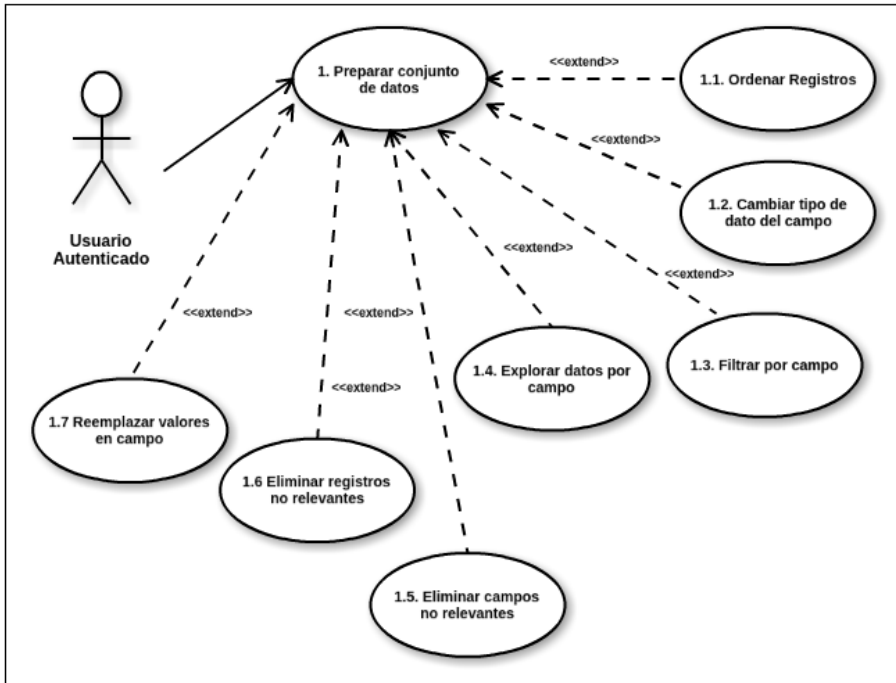 1. Preparar conjunto
de datos
<<extend>>
1.1. Ordenar Registros
<<extend>>
1.2. Cambiar tipo de
dato del campo
Usuario
Autenticado
<<extend>>
<<extend>>
1.3. Filtrar por campo
<<extend>>
<<extend>>
1.4. Explorar datos por
campo
<<extend>>
1.7 Reemplazar valores
en campo
1.6 Eliminar registros
no relevantes
1.5. Eliminar campos
no relevantes